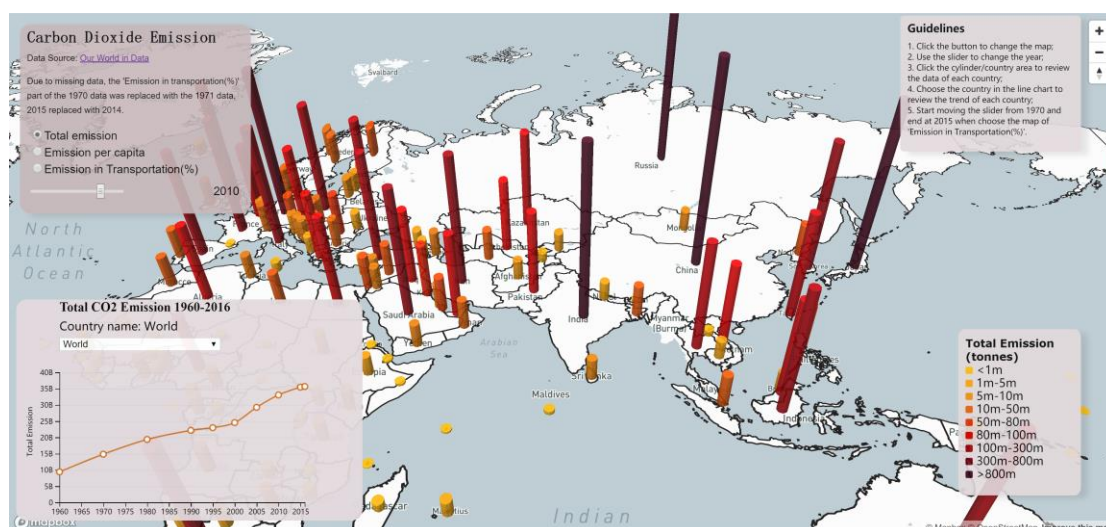 Carbon Dioxide Emission
Data Source: Our World in Data
Due to missing data, the 'Emission in transportation(%)'
part of the 1970 data was replaced with the 1971 data,
2015 replaced with 2014.
Total emission
Emission per capita
Emission in Transportation(%)
2010
Guidelines
1. Click the button to change the map;
2. Use the slider to change the year;
3. Click the cylinder/country area to review
the data of each country;
4. Choose the country in the line chart to
review the trend of each country;
5. Start moving the slider from 1970 and
end at 2015 when choose the map of
'Emission in Transportation(%)'.
Svalbard
Russia
North
Atlantic
Ocean
China
India
Pakistan
Saudi Arabia
Myanmar
(Burma)
Arabian
Sea
Maldives
Indian
Total CO2 Emission 1960-2016
Country name: World
World
Total Emission
40B
35B
30B
25B
20B
15B
10B
5B
0
1960 1965 1970 1975 1980 1985 1990 1995 2000 2005 2010 2015
Total Emission
(tonnes)
<1m
1m-5m
5m-10m
10m-50m
50m-80m
80m-100m
100m-300m
300m-800m
>800m
mapbox